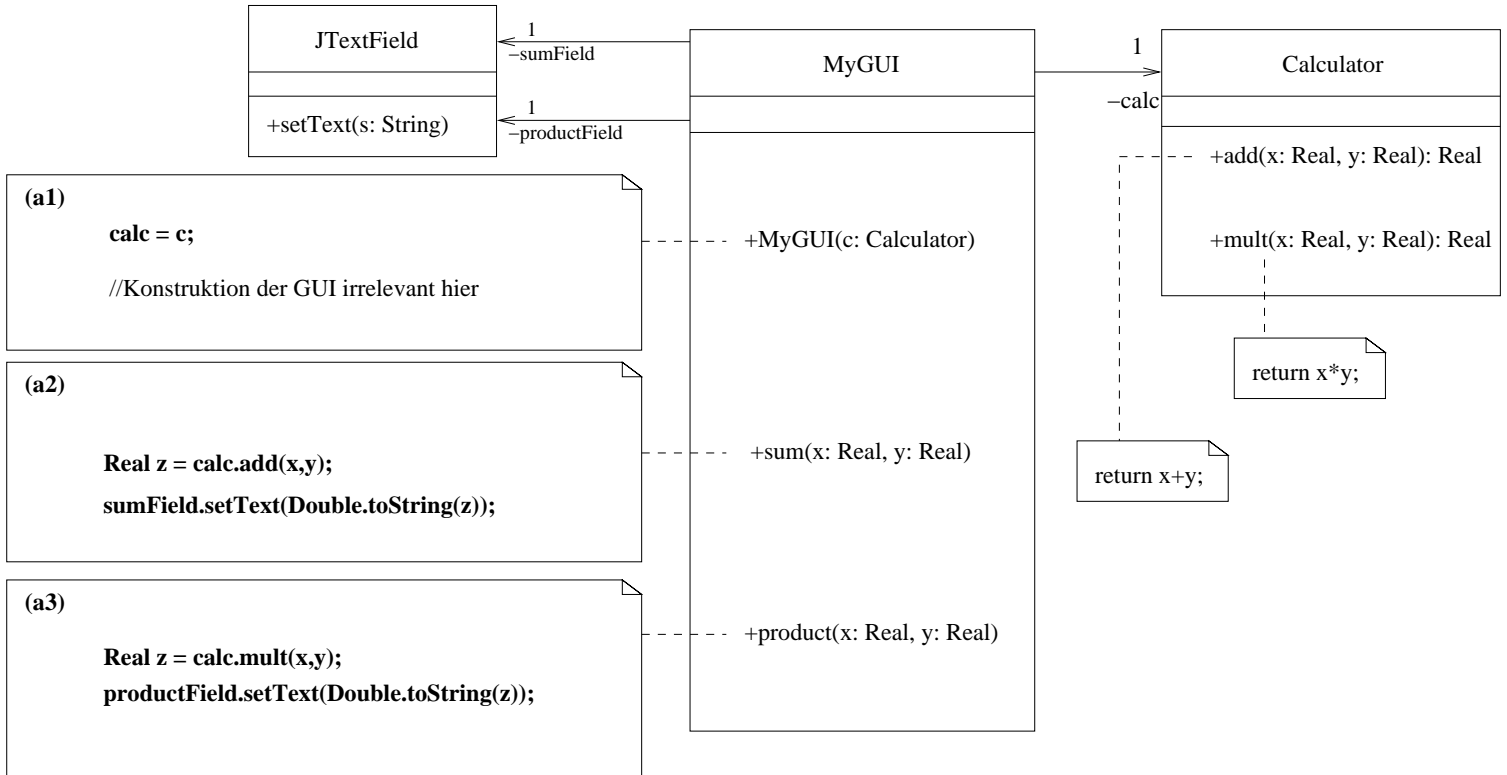 JTextField
+setText(s: String)
1
−sumField
1
−productField
MyGUI
+MyGUI(c: Calculator)
+sum(x: Real, y: Real)
+product(x: Real, y: Real)
1
−calc
Calculator
+add(x: Real, y: Real): Real
+mult(x: Real, y: Real): Real
return x*y;
return x+y;
(a1)
calc = c;
//Konstruktion der GUI irrelevant hier
(a2)
Real z = calc.add(x,y);
sumField.setText(Double.toString(z));
(a3)
Real z = calc.mult(x,y);
productField.setText(Double.toString(z));